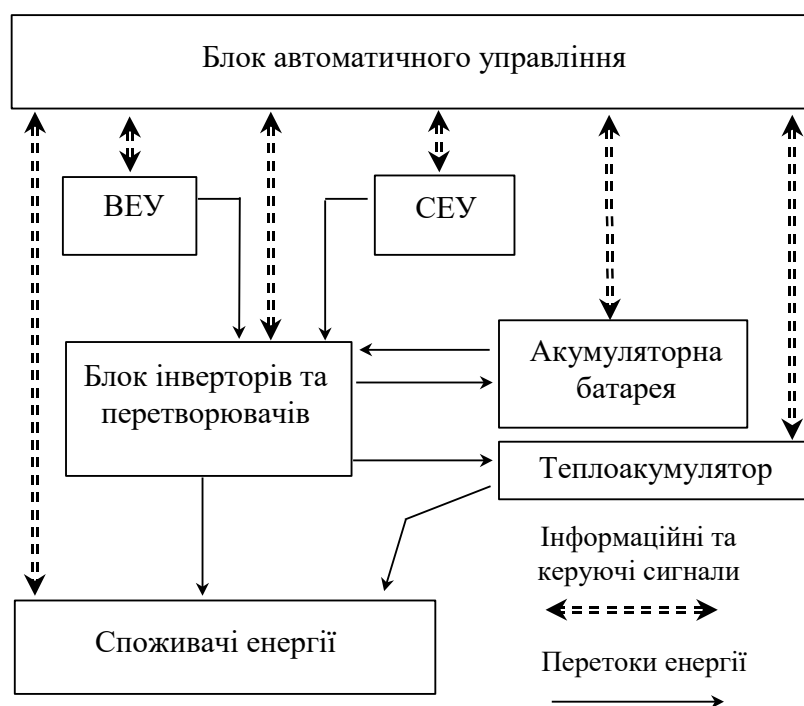 Блок автоматичного управління
ВЕУ
СЕУ
Блок інверторів та
перетворювачів
Акумуляторна
батарея
Теплоакумулятор
Інформаційні та
керуючі сигнали
Споживачі енергії
Перетоки енергії